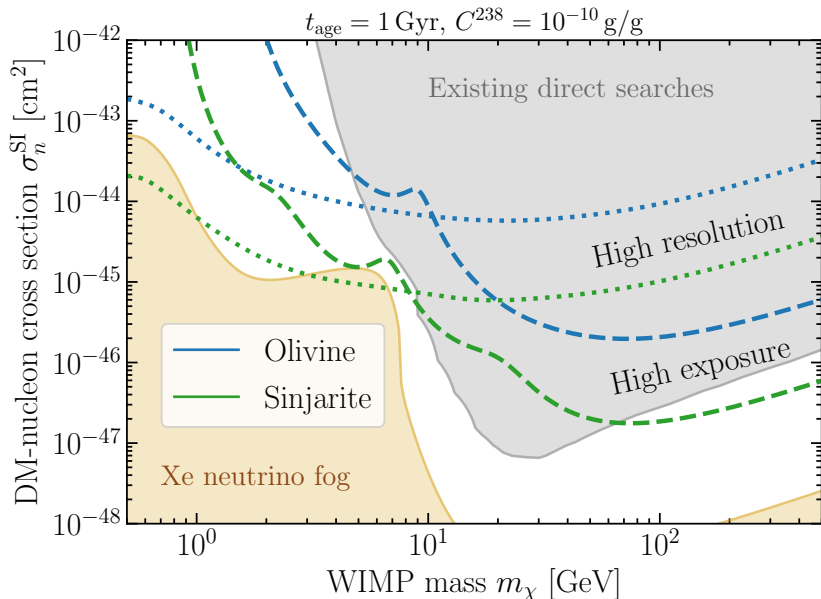 t_age = 1 Gyr, C^238 = 10^−10 g/g
DM-nucleon cross section σ_n^SI [cm^2]
10^−42
10^−43
10^−44
10^−45
10^−46
10^−47
10^−48
Existing direct searches
High resolution
High exposure
Olivine
Sinjarite
Xe neutrino fog
10^0
10^1
10^2
WIMP mass m_χ [GeV]